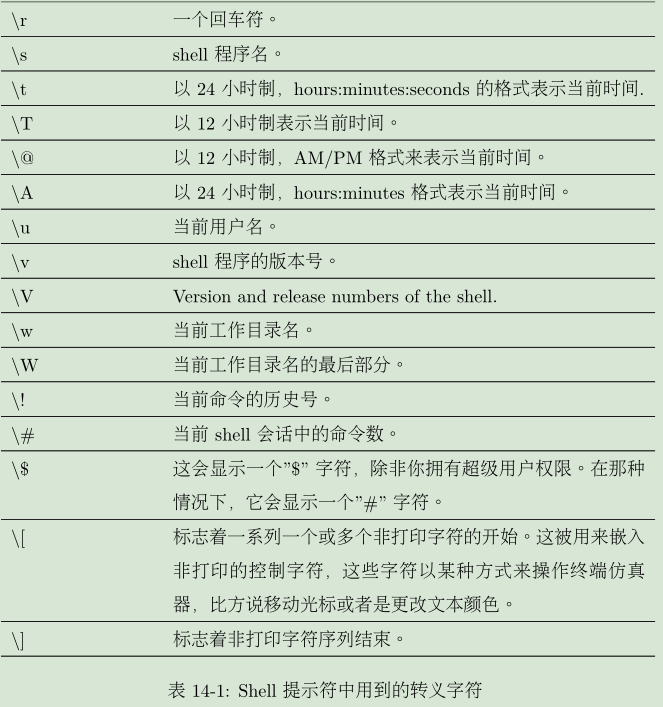 \r 一个回车符。
\s shell 程序名。
\t 以 24 小时制，hours:minutes:seconds 的格式表示当前时间.
\T 以 12 小时制表示当前时间。
\@ 以 12 小时制，AM/PM 格式来表示当前时间。
\A 以 24 小时制，hours:minutes 格式表示当前时间。
\u 当前用户名。
\v shell 程序的版本号。
\V Version and release numbers of the shell.
\w 当前工作目录名。
\W 当前工作目录名的最后部分。
\! 当前命令的历史号。
\# 当前 shell 会话中的命令数。
\$ 这会显示一个”$” 字符，除非你拥有超级用户权限。在那种
情况下，它会显示一个”#” 字符。
\[ 标志着一系列一个或多个非打印字符的开始。这被用来嵌入
非打印的控制字符，这些字符以某种方式来操作终端仿真
器，比方说移动光标或者是更改文本颜色。
\] 标志着非打印字符序列结束。
表 14-1: Shell 提示符中用到的转义字符